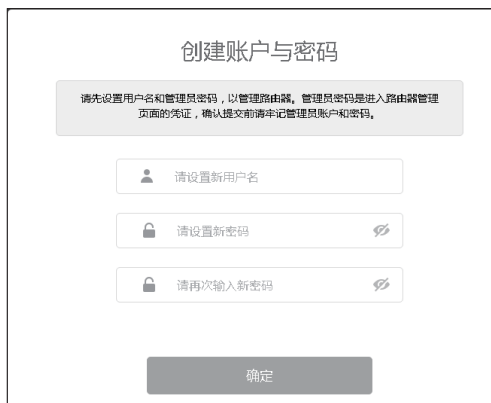 创建账户与密码
请先设置用户名和管理员密码，以管理路由器。管理员密码是进入路由器管理
页面的凭证，确认提交前请牢记管理员账户和密码。
请设置新用户名
请设置新密码
请再次输入新密码
确定